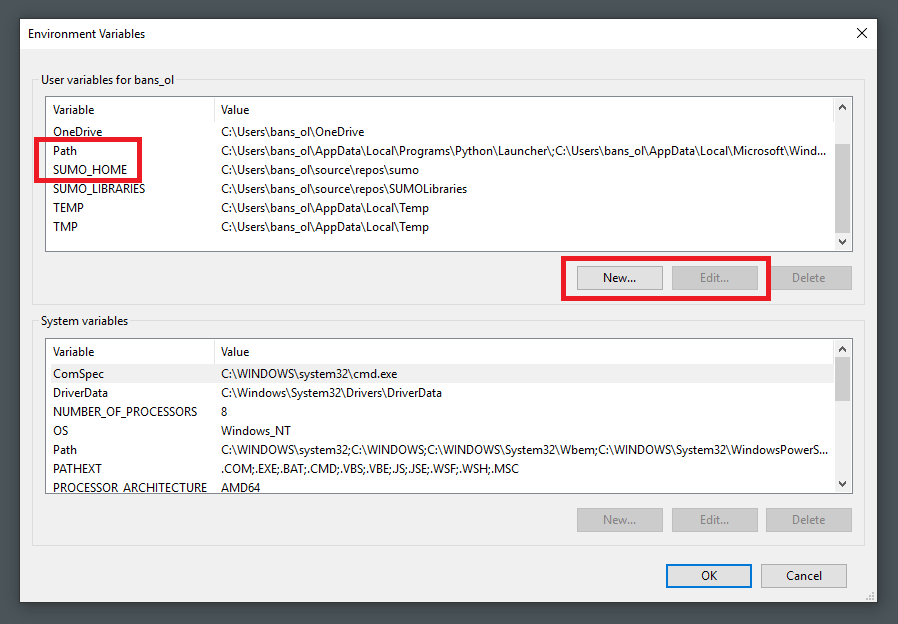 Environment Variables
User variables for bans_ol
Variable Value
OneDrive C:\Users\bans_ol\OneDrive
Path C:\Users\bans_ol\AppData\Local\Programs\Python\Launcher\;C:\Users\bans_ol\AppData\Local\Microsoft\Wind...
SUMO_HOME C:\Users\bans_ol\source\repos\sumo
SUMO_LIBRARIES C:\Users\bans_ol\source\repos\SUMOLibraries
TEMP C:\Users\bans_ol\AppData\Local\Temp
TMP C:\Users\bans_ol\AppData\Local\Temp
New... Edit... Delete
System variables
Variable Value
ComSpec C:\WINDOWS\system32\cmd.exe
DriverData C:\Windows\System32\Drivers\DriverData
NUMBER_OF_PROCESSORS 8
OS Windows_NT
Path C:\WINDOWS\system32;C:\WINDOWS;C:\WINDOWS\System32\Wbem;C:\WINDOWS\System32\WindowsPowerS...
PATHEXT .COM;.EXE;.BAT;.CMD;.VBS;.VBE;.JS;.JSE;.WSF;.WSH;.MSC
PROCESSOR_ARCHITECTURE AMD64
New... Edit... Delete
OK Cancel